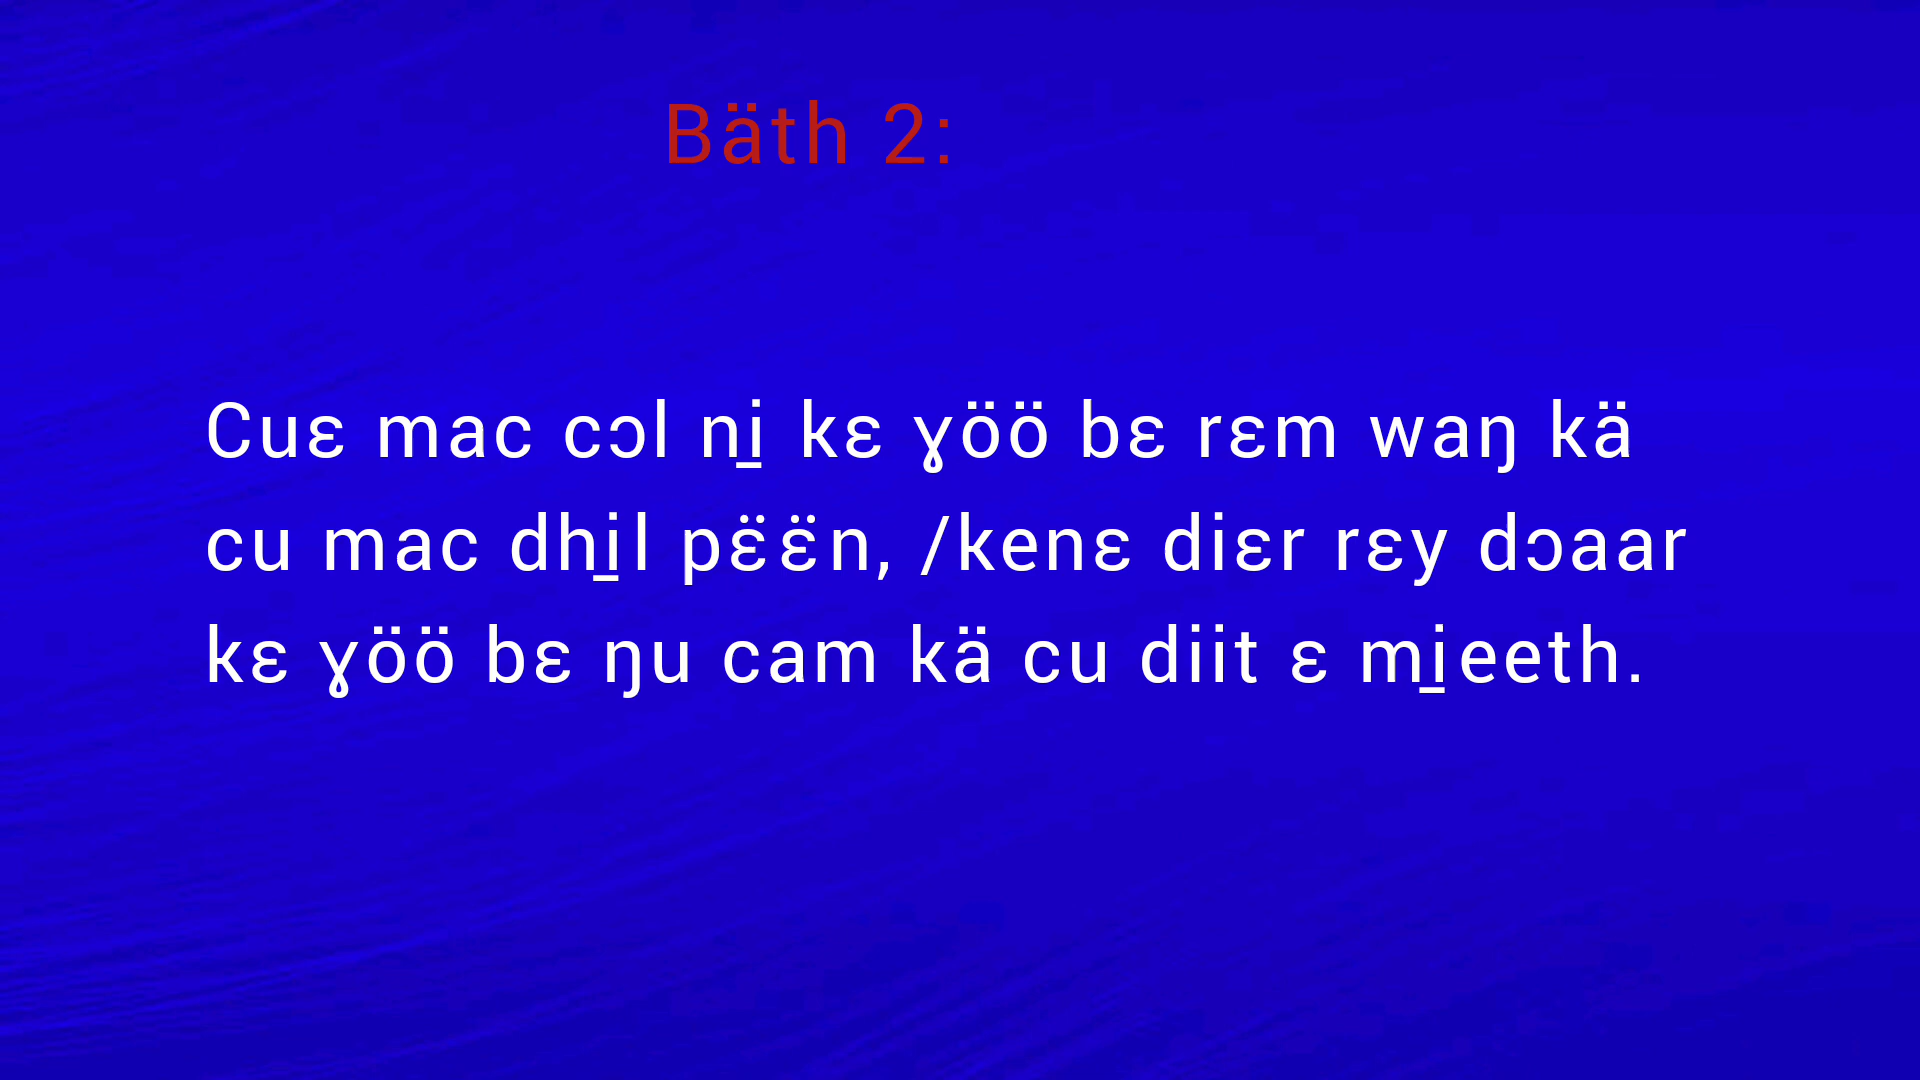 Bäth 2:
Cuɛ mac cɔl ni̱ kɛ ɣöö bɛ rɛm waŋ kä
cu mac dhi̱l pɛ̈ɛ̈n, /kenɛ diɛr rɛy dɔaar
kɛ ɣöö bɛ ŋu cam kä cu diit ɛ mi̱eeth.